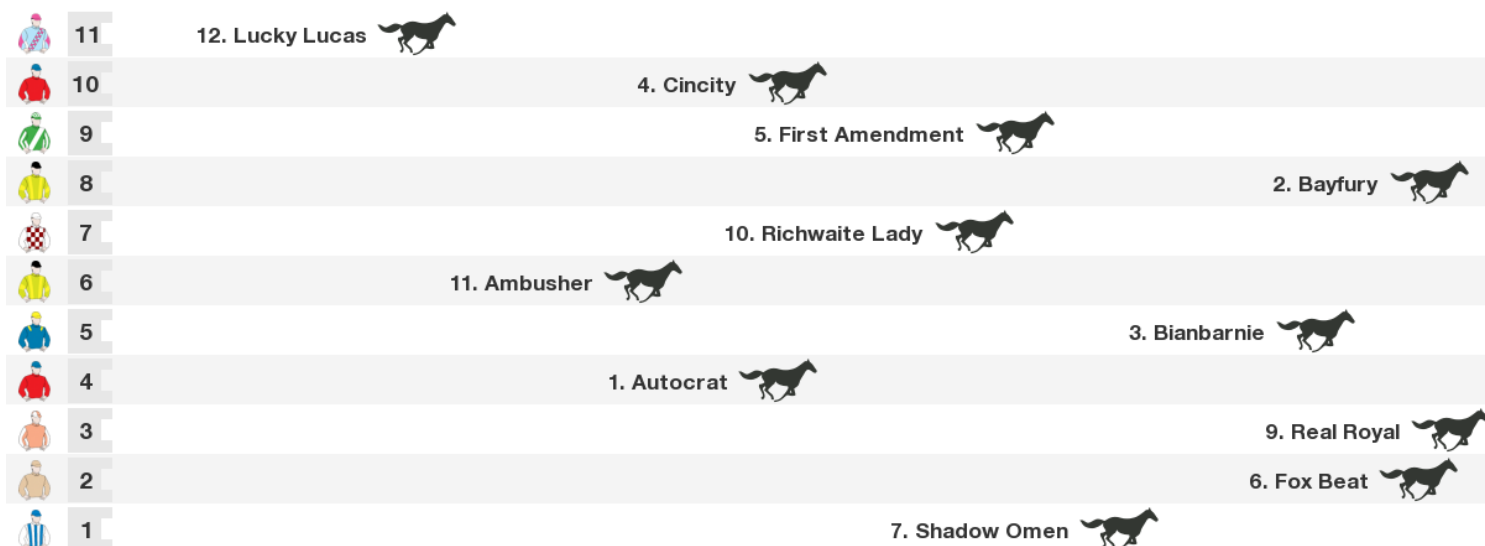 11 12. Lucky Lucas
10 4. Cincity
9 5. First Amendment
8 2. Bayfury
7 10. Richwaite Lady
6 11. Ambusher
5 3. Bianbarnie
4 1. Autocrat
3 9. Real Royal
2 6. Fox Beat
1 7. Shadow Omen